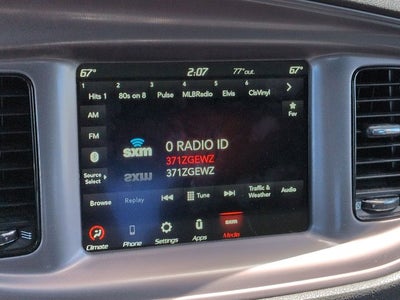 67° 2:07 77° out. 67°
1 2 3 4 5 6
Hits 1 80s on 8 Pulse MLBRadio Elvis ClsVinyl
AM
Fav
FM
sxm 0 RADIO ID
371ZGEWZ
371ZGEWZ
Source
Select
Browse Replay Tune Traffic & Weather Audio
Climate Phone Settings Apps Media
sxm